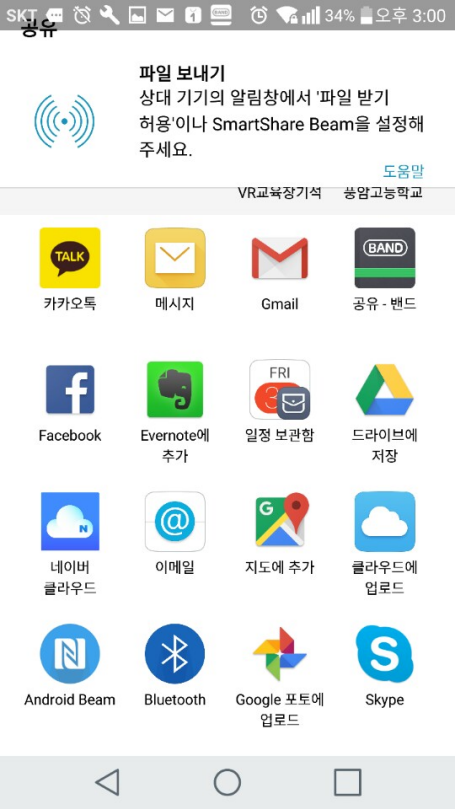 SKT 1 34% 오후 3:00
공유
파일 보내기
상대 기기의 알림창에서 '파일 받기
허용'이나 SmartShare Beam을 설정해
주세요.
도움말
VR교육장기석 풍암고등학교
TALK BAND
카카오톡 메시지 Gmail 공유 - 밴드
FRI
Facebook Evernote에 일정 보관함 드라이브에
추가 저장
N @ G
네이버 이메일 지도에 추가 클라우드에
클라우드 업로드
N S
Android Beam Bluetooth Google 포토에 Skype
업로드